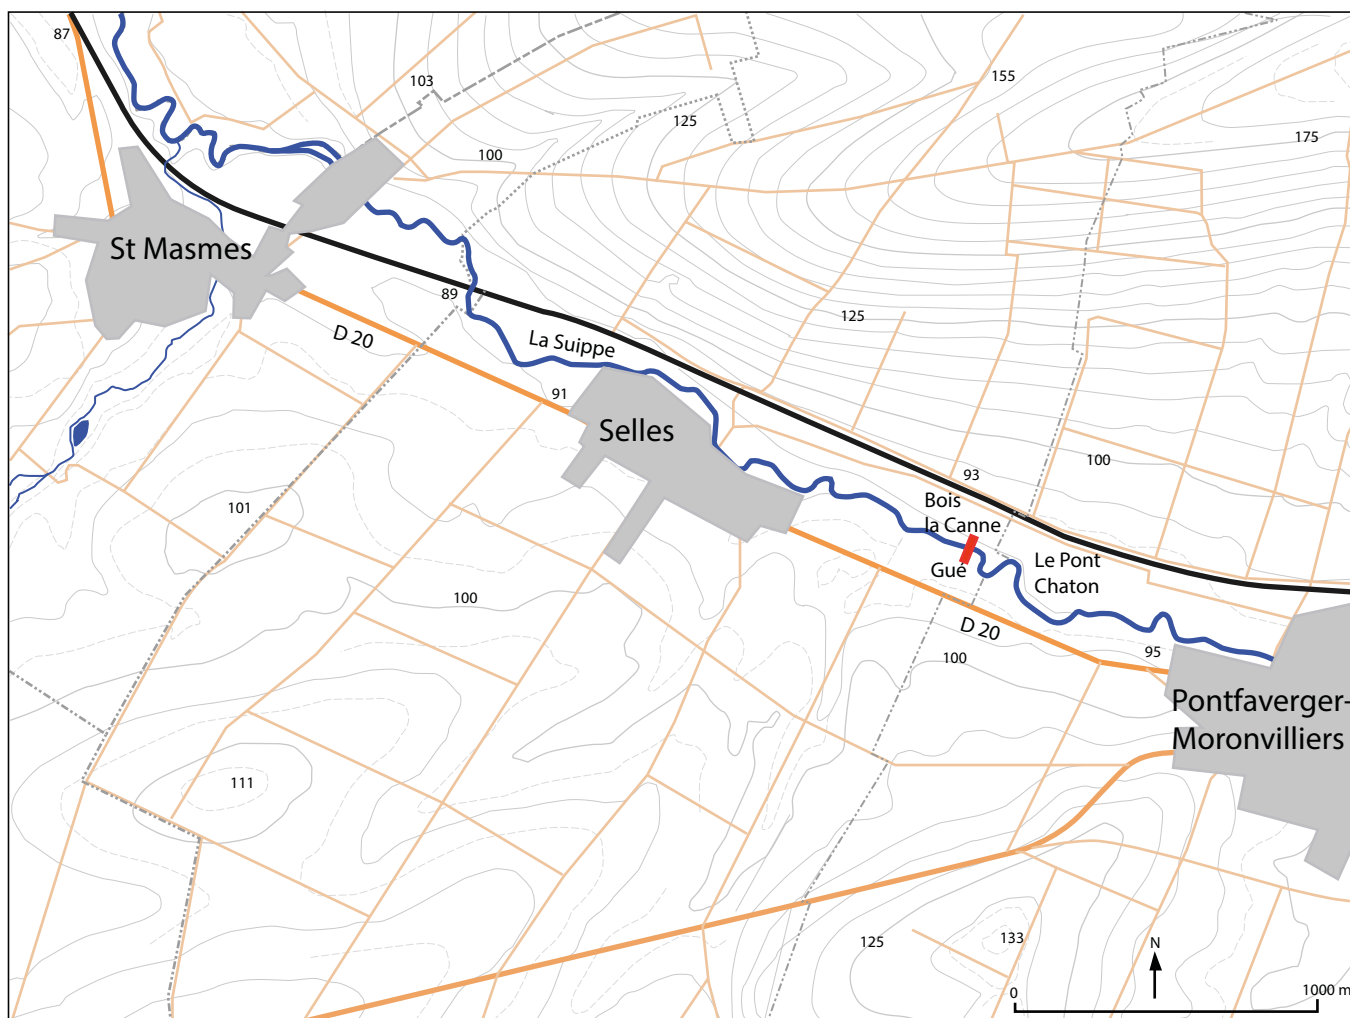 87
103
155
125
175
100
St Masmes
89
125
D 20
La Suippe
91
Selles
100
93
Bois
la Canne
101
Le Pont
Chaton
Gué
100
D 20
95
100
Pontfaverger-
Moronvilliers
111
125
133
N
0
1000 m